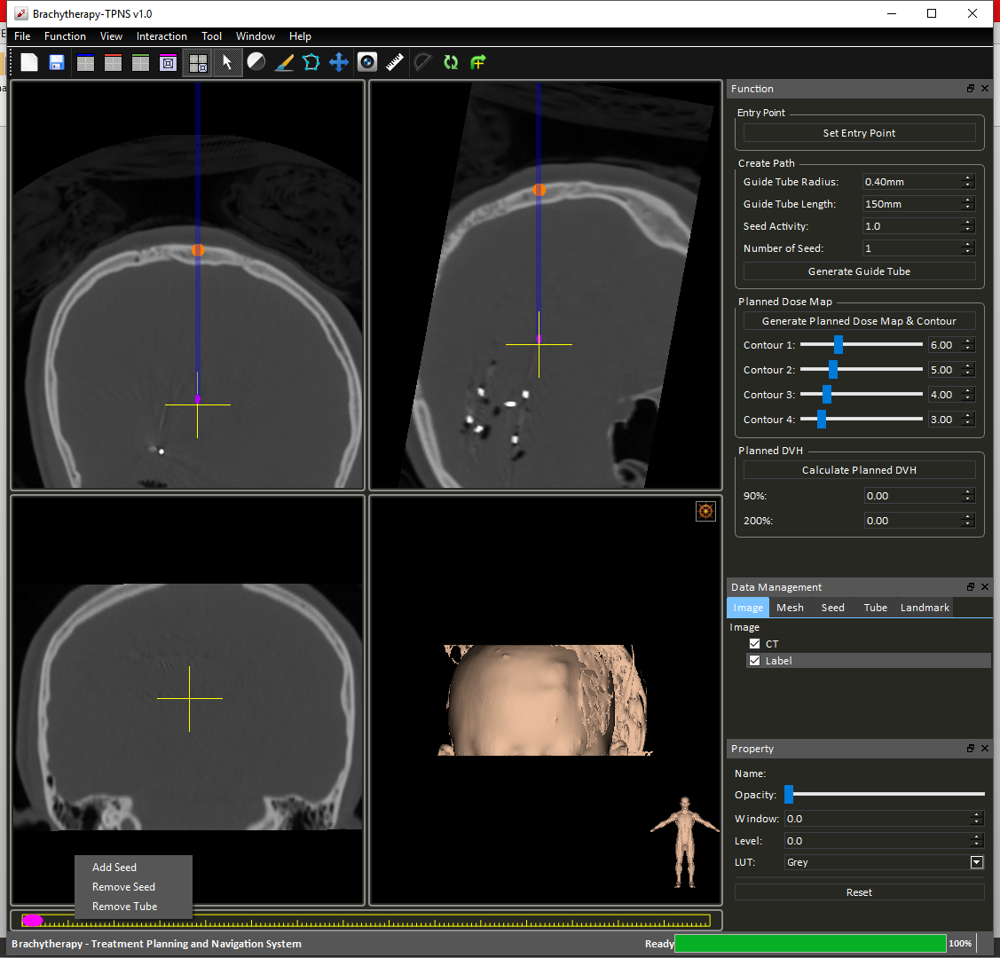 Brachytherapy-TPNS v1.0
File Function View Interaction Tool Window Help
Function
Entry Point
Set Entry Point
Create Path
Guide Tube Radius: 0.40mm
Guide Tube Length: 150mm
Seed Activity: 1.0
Number of Seed: 1
Generate Guide Tube
Planned Dose Map
Generate Planned Dose Map & Contour
Contour 1: 6.00
Contour 2: 5.00
Contour 3: 4.00
Contour 4: 3.00
Planned DVH
Calculate Planned DVH
90%: 0.00
200%: 0.00
Data Management
Image Mesh Seed Tube Landmark
Image
CT
Label
Property
Name:
Opacity:
Window: 0.0
Level: 0.0
LUT: Grey
Reset
Add Seed
Remove Seed
Remove Tube
Brachytherapy - Treatment Planning and Navigation System Ready 100%